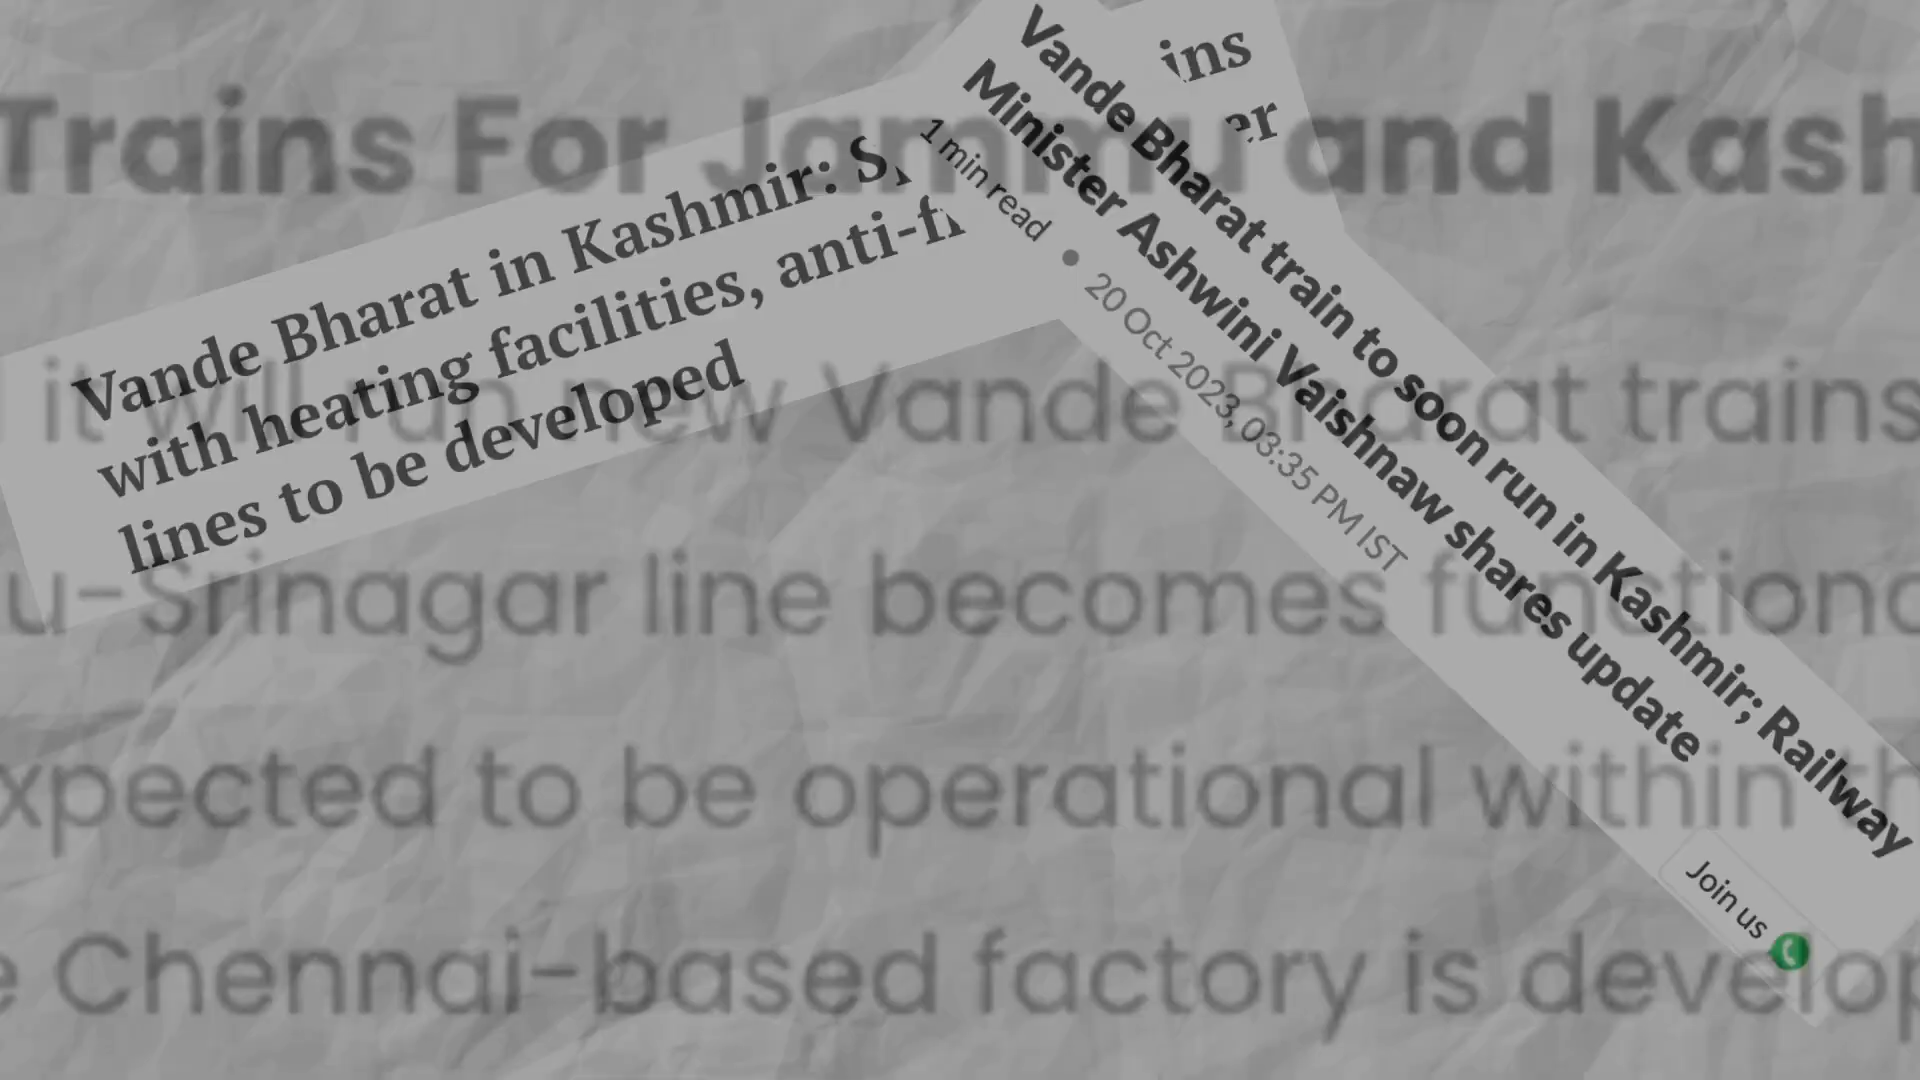 Trains For Jammu and Kash
it will run new Vande Bharat trains
u-Srinagar line becomes functiona
xpected to be operational within th
e Chennai-based factory is develop
Vande Bharat in Kashmir:
with heating facilities,
lines to be developed
ins
er
Vande Bharat train to soon run in Kashmir; Railway
Minister Ashwini Vaishnaw shares update
1 min read • 20 Oct 2023, 03:35 PM IST
Join us